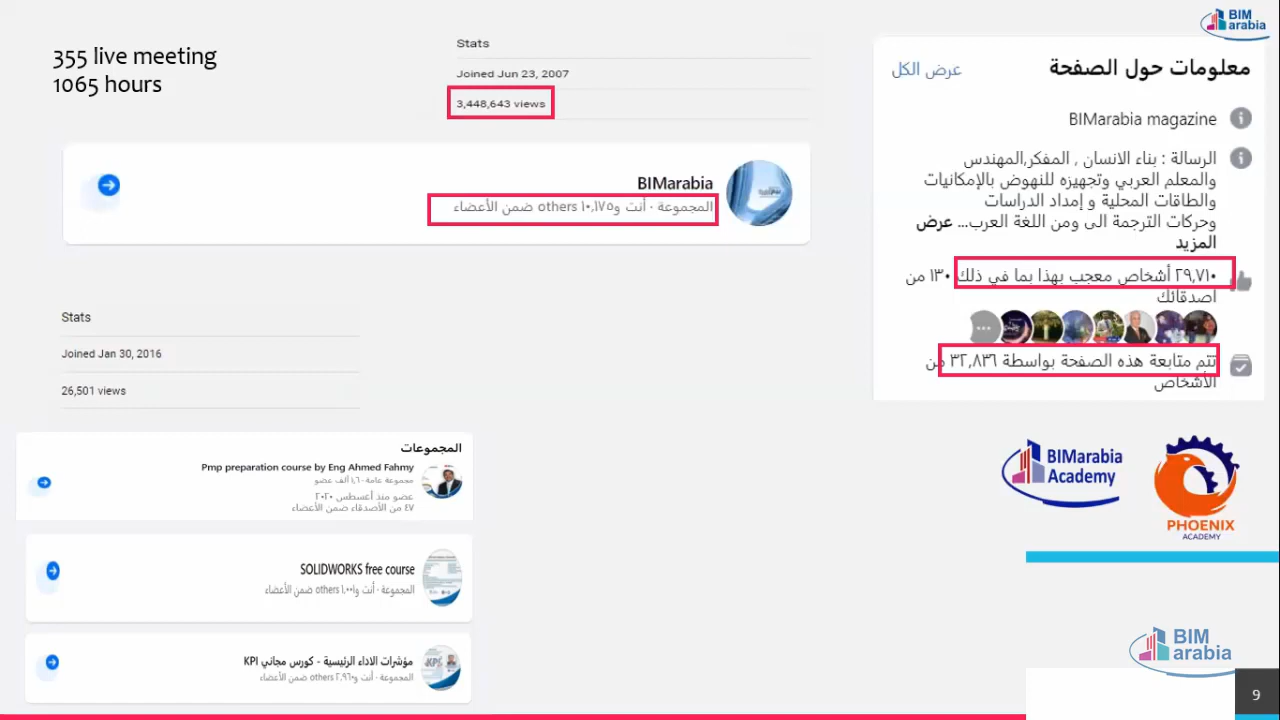 355 live meeting
1065 hours
Stats
Joined Jun 23, 2007
3,448,643 views
BIMarabia
المجموعة · أنت و١٠,١٧٥ others ضمن الأعضاء
Stats
Joined Jan 30, 2016
26,501 views
المجموعات
Pmp preparation course by Eng Ahmed Fahmy
مجموعة عامة · ١,٦ ألف عضو
عضو منذ أغسطس ٢٠٢٠
٤٧ من الأصدقاء ضمن الأعضاء
SOLIDWORKS free course
المجموعة · أنت و١,٠٠١ others ضمن الأعضاء
مؤشرات الاداء الرئيسية - كورس مجاني KPI
المجموعة · أنت و٢,٩٦٠ others ضمن الأعضاء
BIM
arabia
معلومات حول الصفحة
عرض الكل
BIMarabia magazine
الرسالة : بناء الانسان , المفكر,المهندس
والمعلم العربي وتجهيزه للنهوض بالإمكانيات
والطاقات المحلية و إمداد الدراسات
وحركات الترجمة الى ومن اللغة العرب... عرض
المزيد
٢٩,٧١٠ أشخاص معجب بهذا بما في ذلك ١٣٠ من
اصدقائك
تتم متابعة هذه الصفحة بواسطة ٣٢,٨٣٦ من
الأشخاص
BIMarabia
Academy
PHOENIX
ACADEMY
BIM
arabia
9